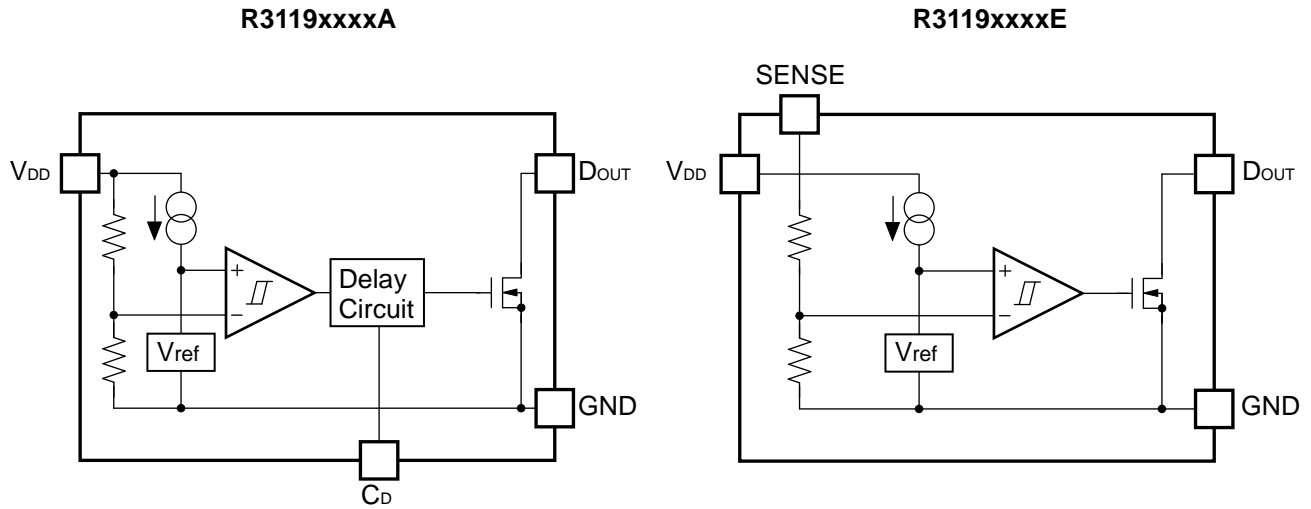 R3119xxxxA
VDD
DOUT
+
−
Delay
Circuit
Vref
GND
CD
R3119xxxxE
SENSE
VDD
DOUT
+
−
Vref
GND